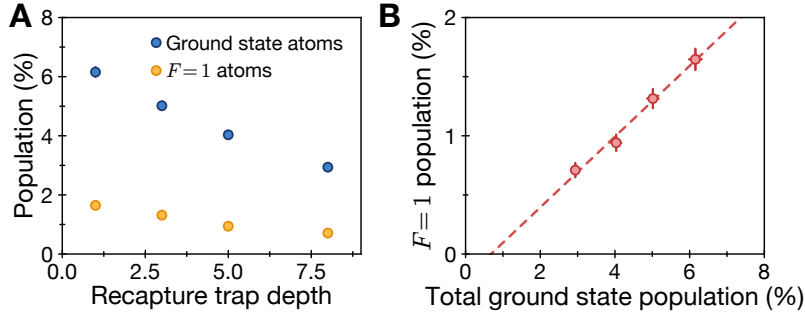 A
8
6
4
2
0
0.0 2.5 5.0 7.5
Population (%)
Recapture trap depth
Ground state atoms
F=1 atoms
B
2
1
0
0 2 4 6 8
F=1 population (%)
Total ground state population (%)